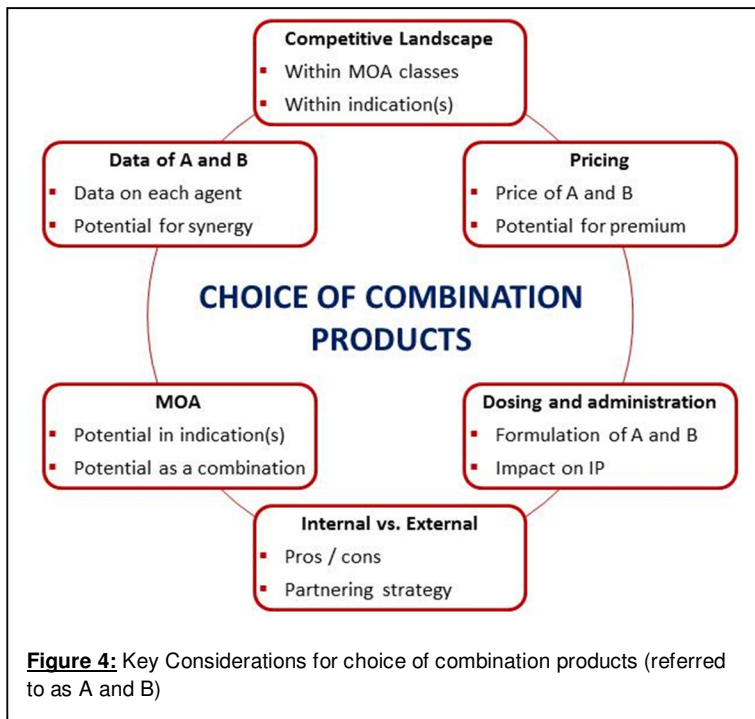 Competitive Landscape
▪ Within MOA classes
▪ Within indication(s)
Data of A and B
▪ Data on each agent
▪ Potential for synergy
Pricing
▪ Price of A and B
▪ Potential for premium
CHOICE OF COMBINATION
PRODUCTS
MOA
▪ Potential in indication(s)
▪ Potential as a combination
Dosing and administration
▪ Formulation of A and B
▪ Impact on IP
Internal vs. External
▪ Pros / cons
▪ Partnering strategy
Figure 4: Key Considerations for choice of combination products (referred
to as A and B)